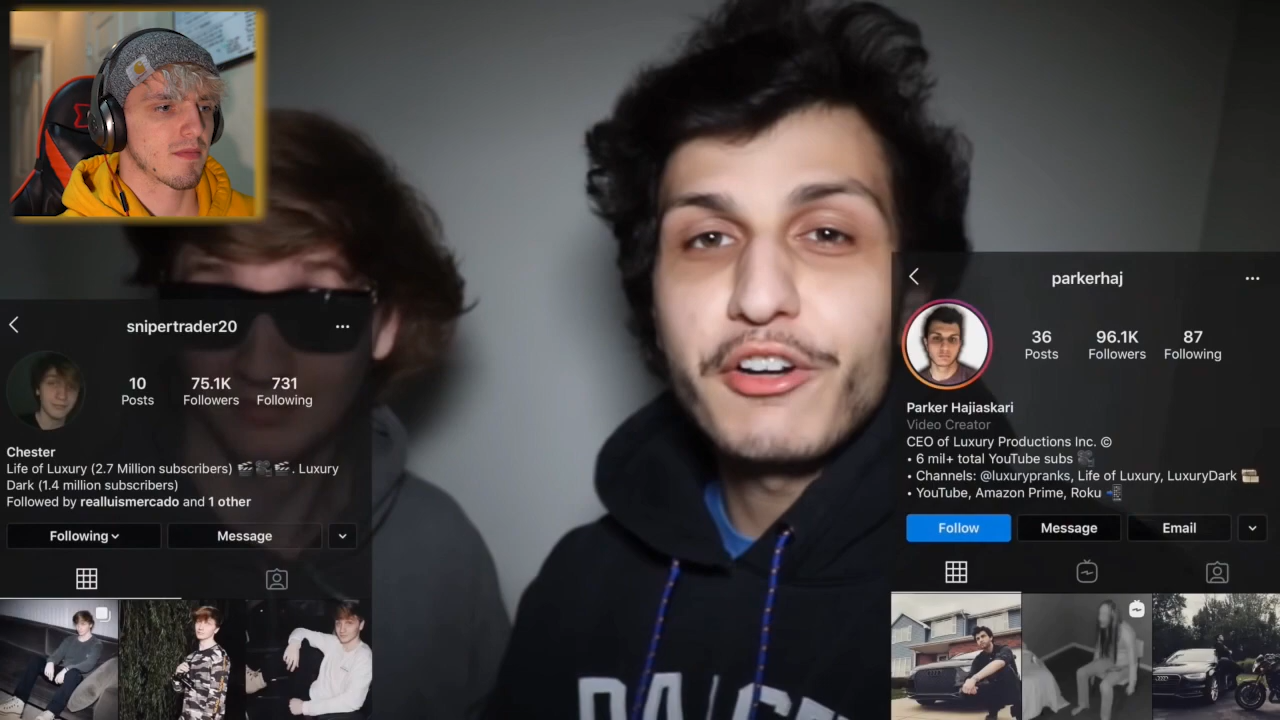 snipertrader20
10
75.1K
731
Posts
Followers
Following
Chester
Life of Luxury (2.7 Million subscribers) 🎬🎥🎬. Luxury
Dark (1.4 million subscribers)
Followed by realluismercado and 1 other
Following
Message
parkerhaj
36
96.1K
87
Posts
Followers
Following
Parker Hajiaskari
Video Creator
CEO of Luxury Productions Inc. ©
• 6 mil+ total YouTube subs 🎥
• Channels: @luxurypranks, Life of Luxury, LuxuryDark
• YouTube, Amazon Prime, Roku 📲
Follow
Message
Email